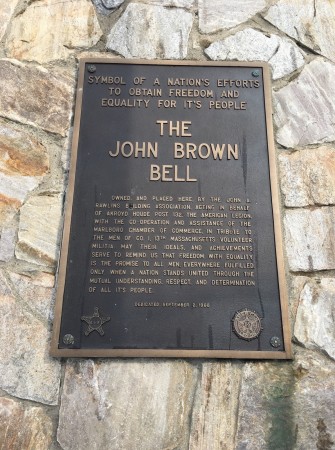 SYMBOL OF A NATION'S EFFORTS
TO OBTAIN FREEDOM AND
EQUALITY FOR IT'S PEOPLE
THE
JOHN BROWN
BELL
OWNED, AND PLACED HERE, BY THE JOHN A.
RAWLINS BUILDING ASSOCIATION, ACTING IN BEHALF
OF HOUSE POST 132, THE AMERICAN LEGION
WITH THE CO-OPERATION AND ASSISTANCE OF THE
MARLBORO CHAMBER OF COMMERCE, IN TRIBUTE TO
THE MEN OF CO. I, 13TH MASSACHUSETTS VOLUNTEER
MILITIA. MAY THEIR IDEALS, AND ACHIEVEMENTS
SERVE TO REMIND US THAT FREEDOM, WITH EQUALITY
IS THE PROMISE TO ALL MEN EVERYWHERE, FULFILLED
ONLY WHEN A NATION STANDS UNITED THROUGH THE
MUTUAL UNDERSTANDING, RESPECT, AND DETERMINATION
OF ALL IT'S PEOPLE.
DEDICATED, SEPTEMBER